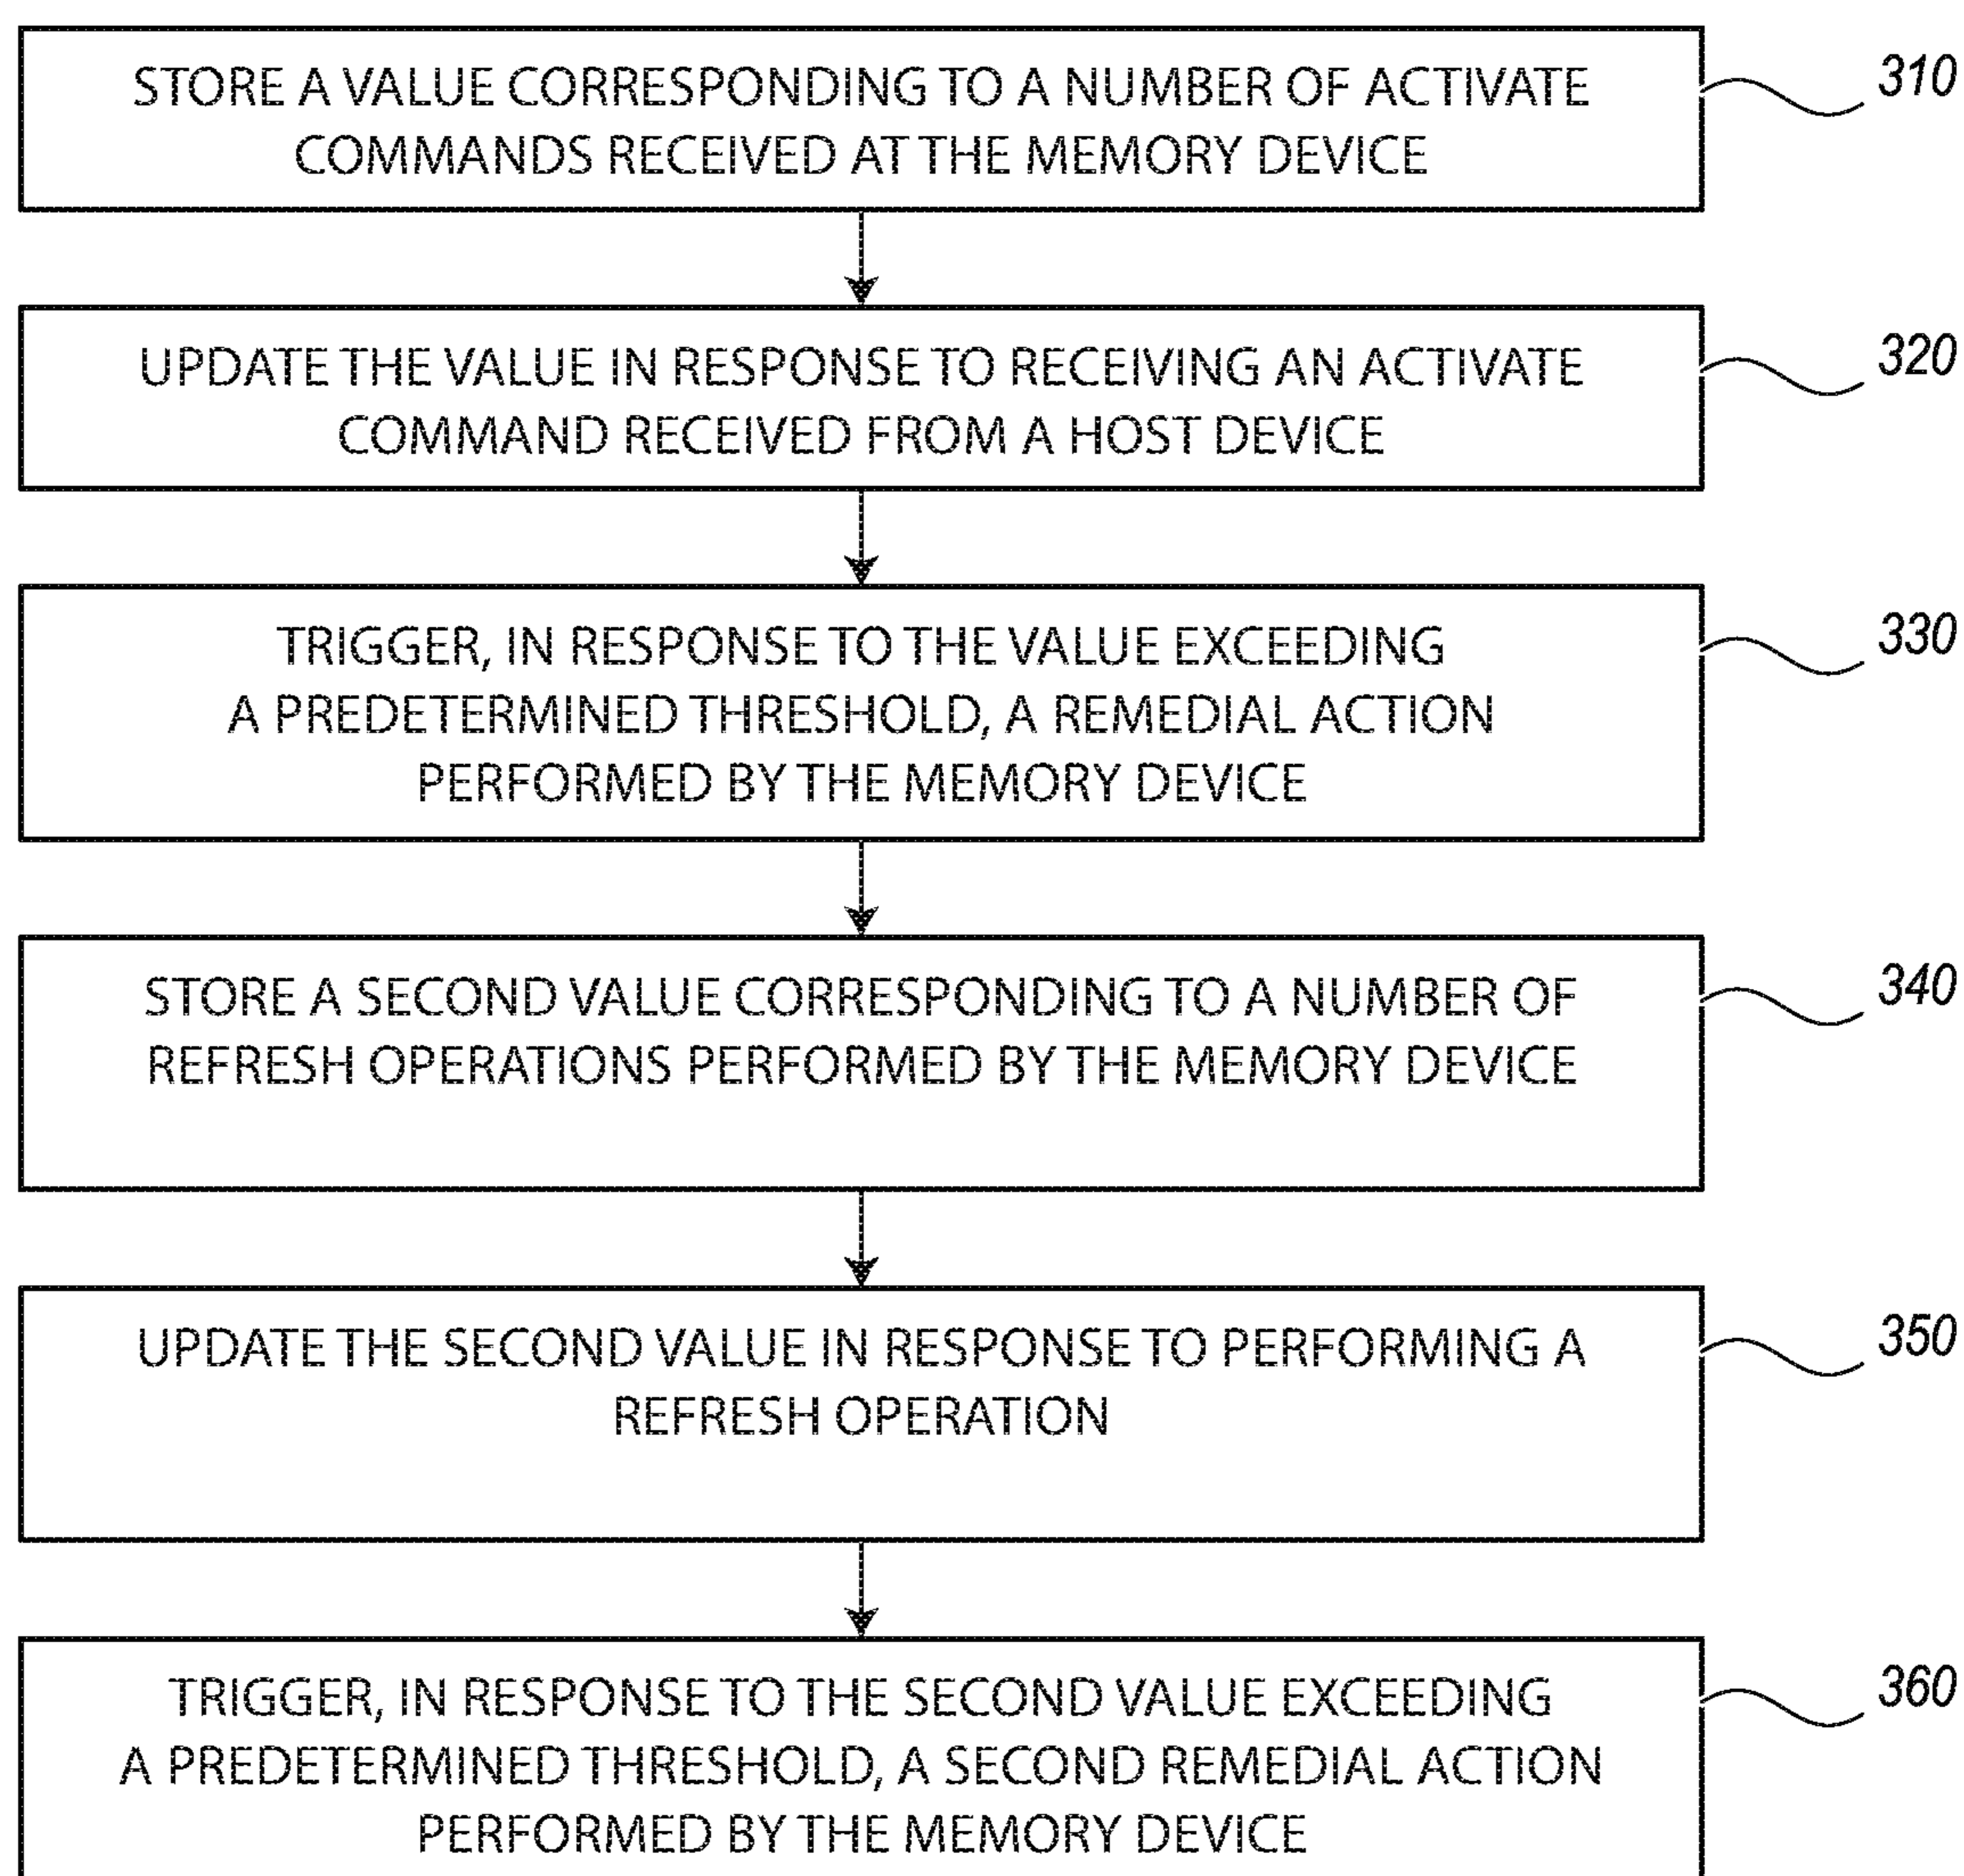 STORE A VALUE CORRESPONDING TO A NUMBER OF ACTIVATE
COMMANDS RECEIVED AT THE MEMORY DEVICE
310
UPDATE THE VALUE IN RESPONSE TO RECEIVING AN ACTIVATE
COMMAND RECEIVED FROM A HOST DEVICE
320
TRIGGER, IN RESPONSE TO THE VALUE EXCEEDING
A PREDETERMINED THRESHOLD, A REMEDIAL ACTION
PERFORMED BY THE MEMORY DEVICE
330
STORE A SECOND VALUE CORRESPONDING TO A NUMBER OF
REFRESH OPERATIONS PERFORMED BY THE MEMORY DEVICE
340
UPDATE THE SECOND VALUE IN RESPONSE TO PERFORMING A
REFRESH OPERATION
350
TRIGGER, IN RESPONSE TO THE SECOND VALUE EXCEEDING
A PREDETERMINED THRESHOLD, A SECOND REMEDIAL ACTION
PERFORMED BY THE MEMORY DEVICE
360